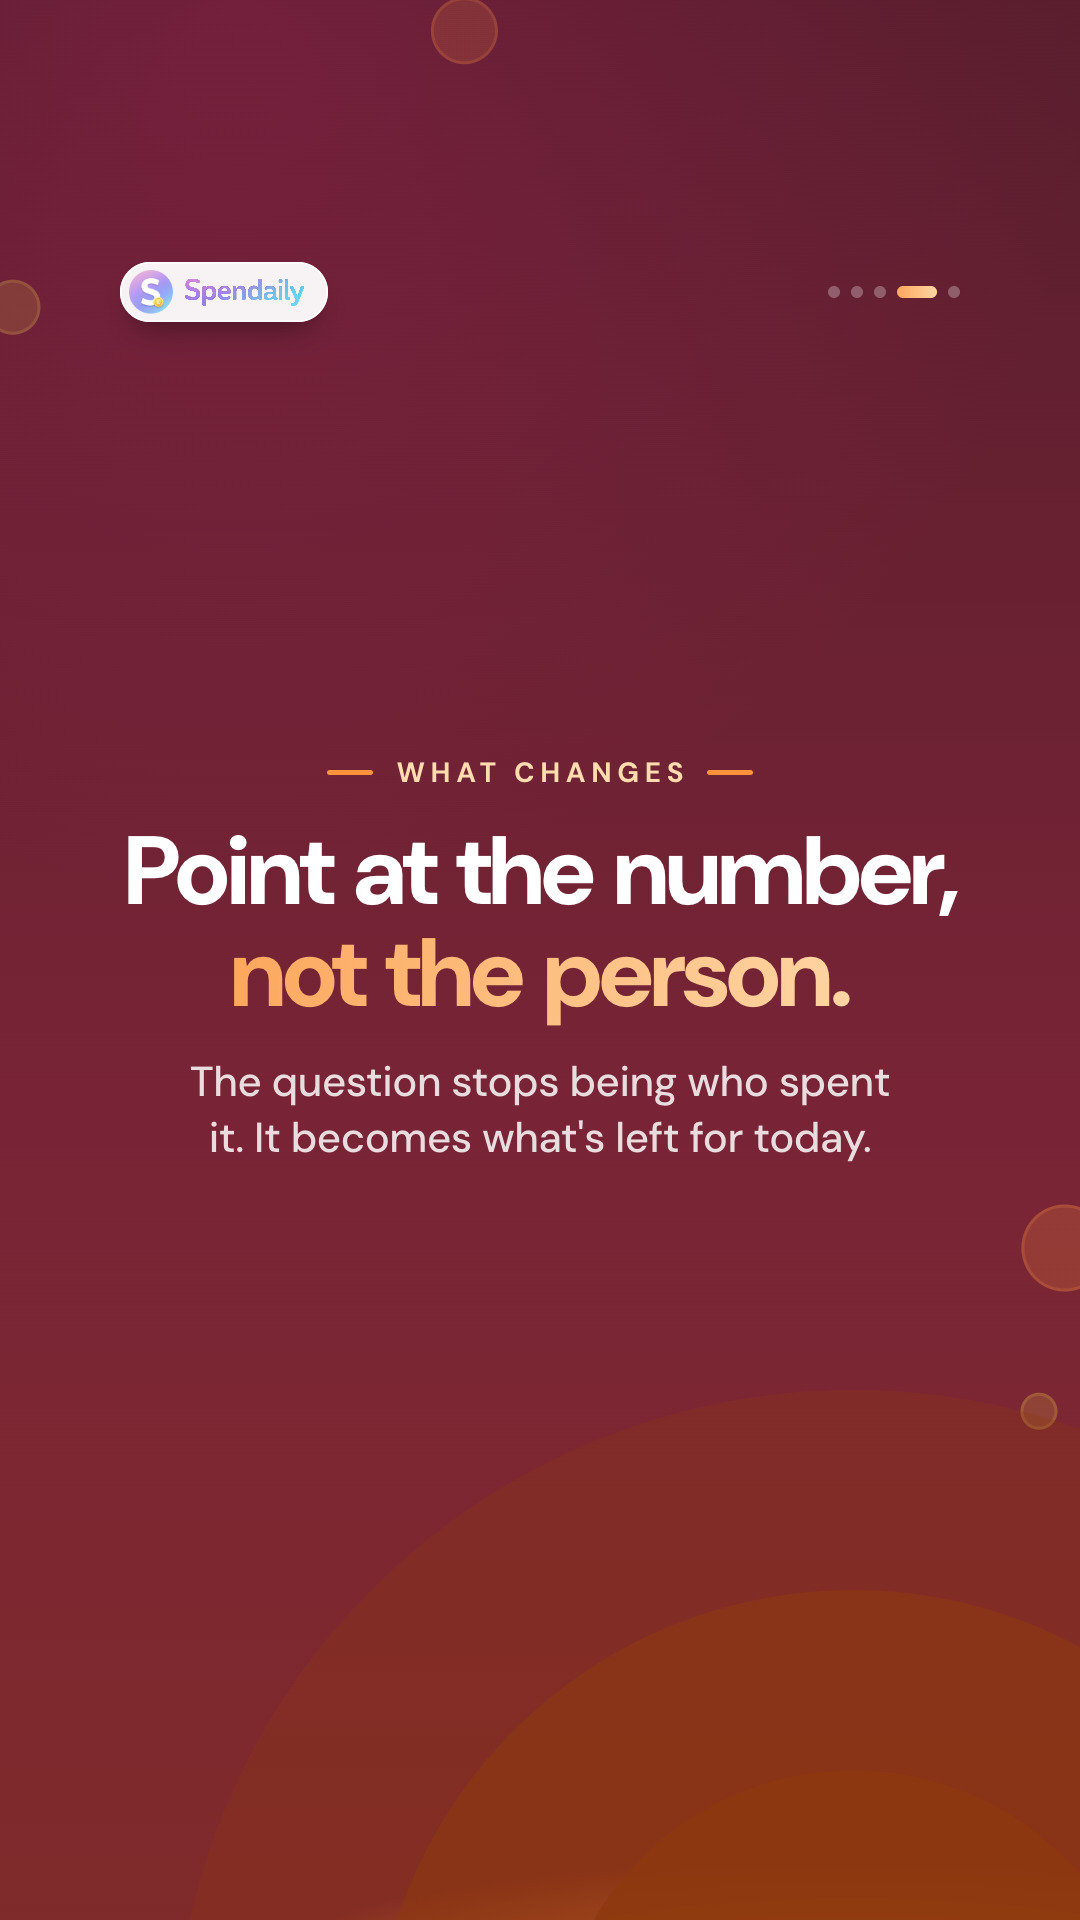 Spendaily
WHAT CHANGES
Point at the number,
not the person.
The question stops being who spent
it. It becomes what's left for today.